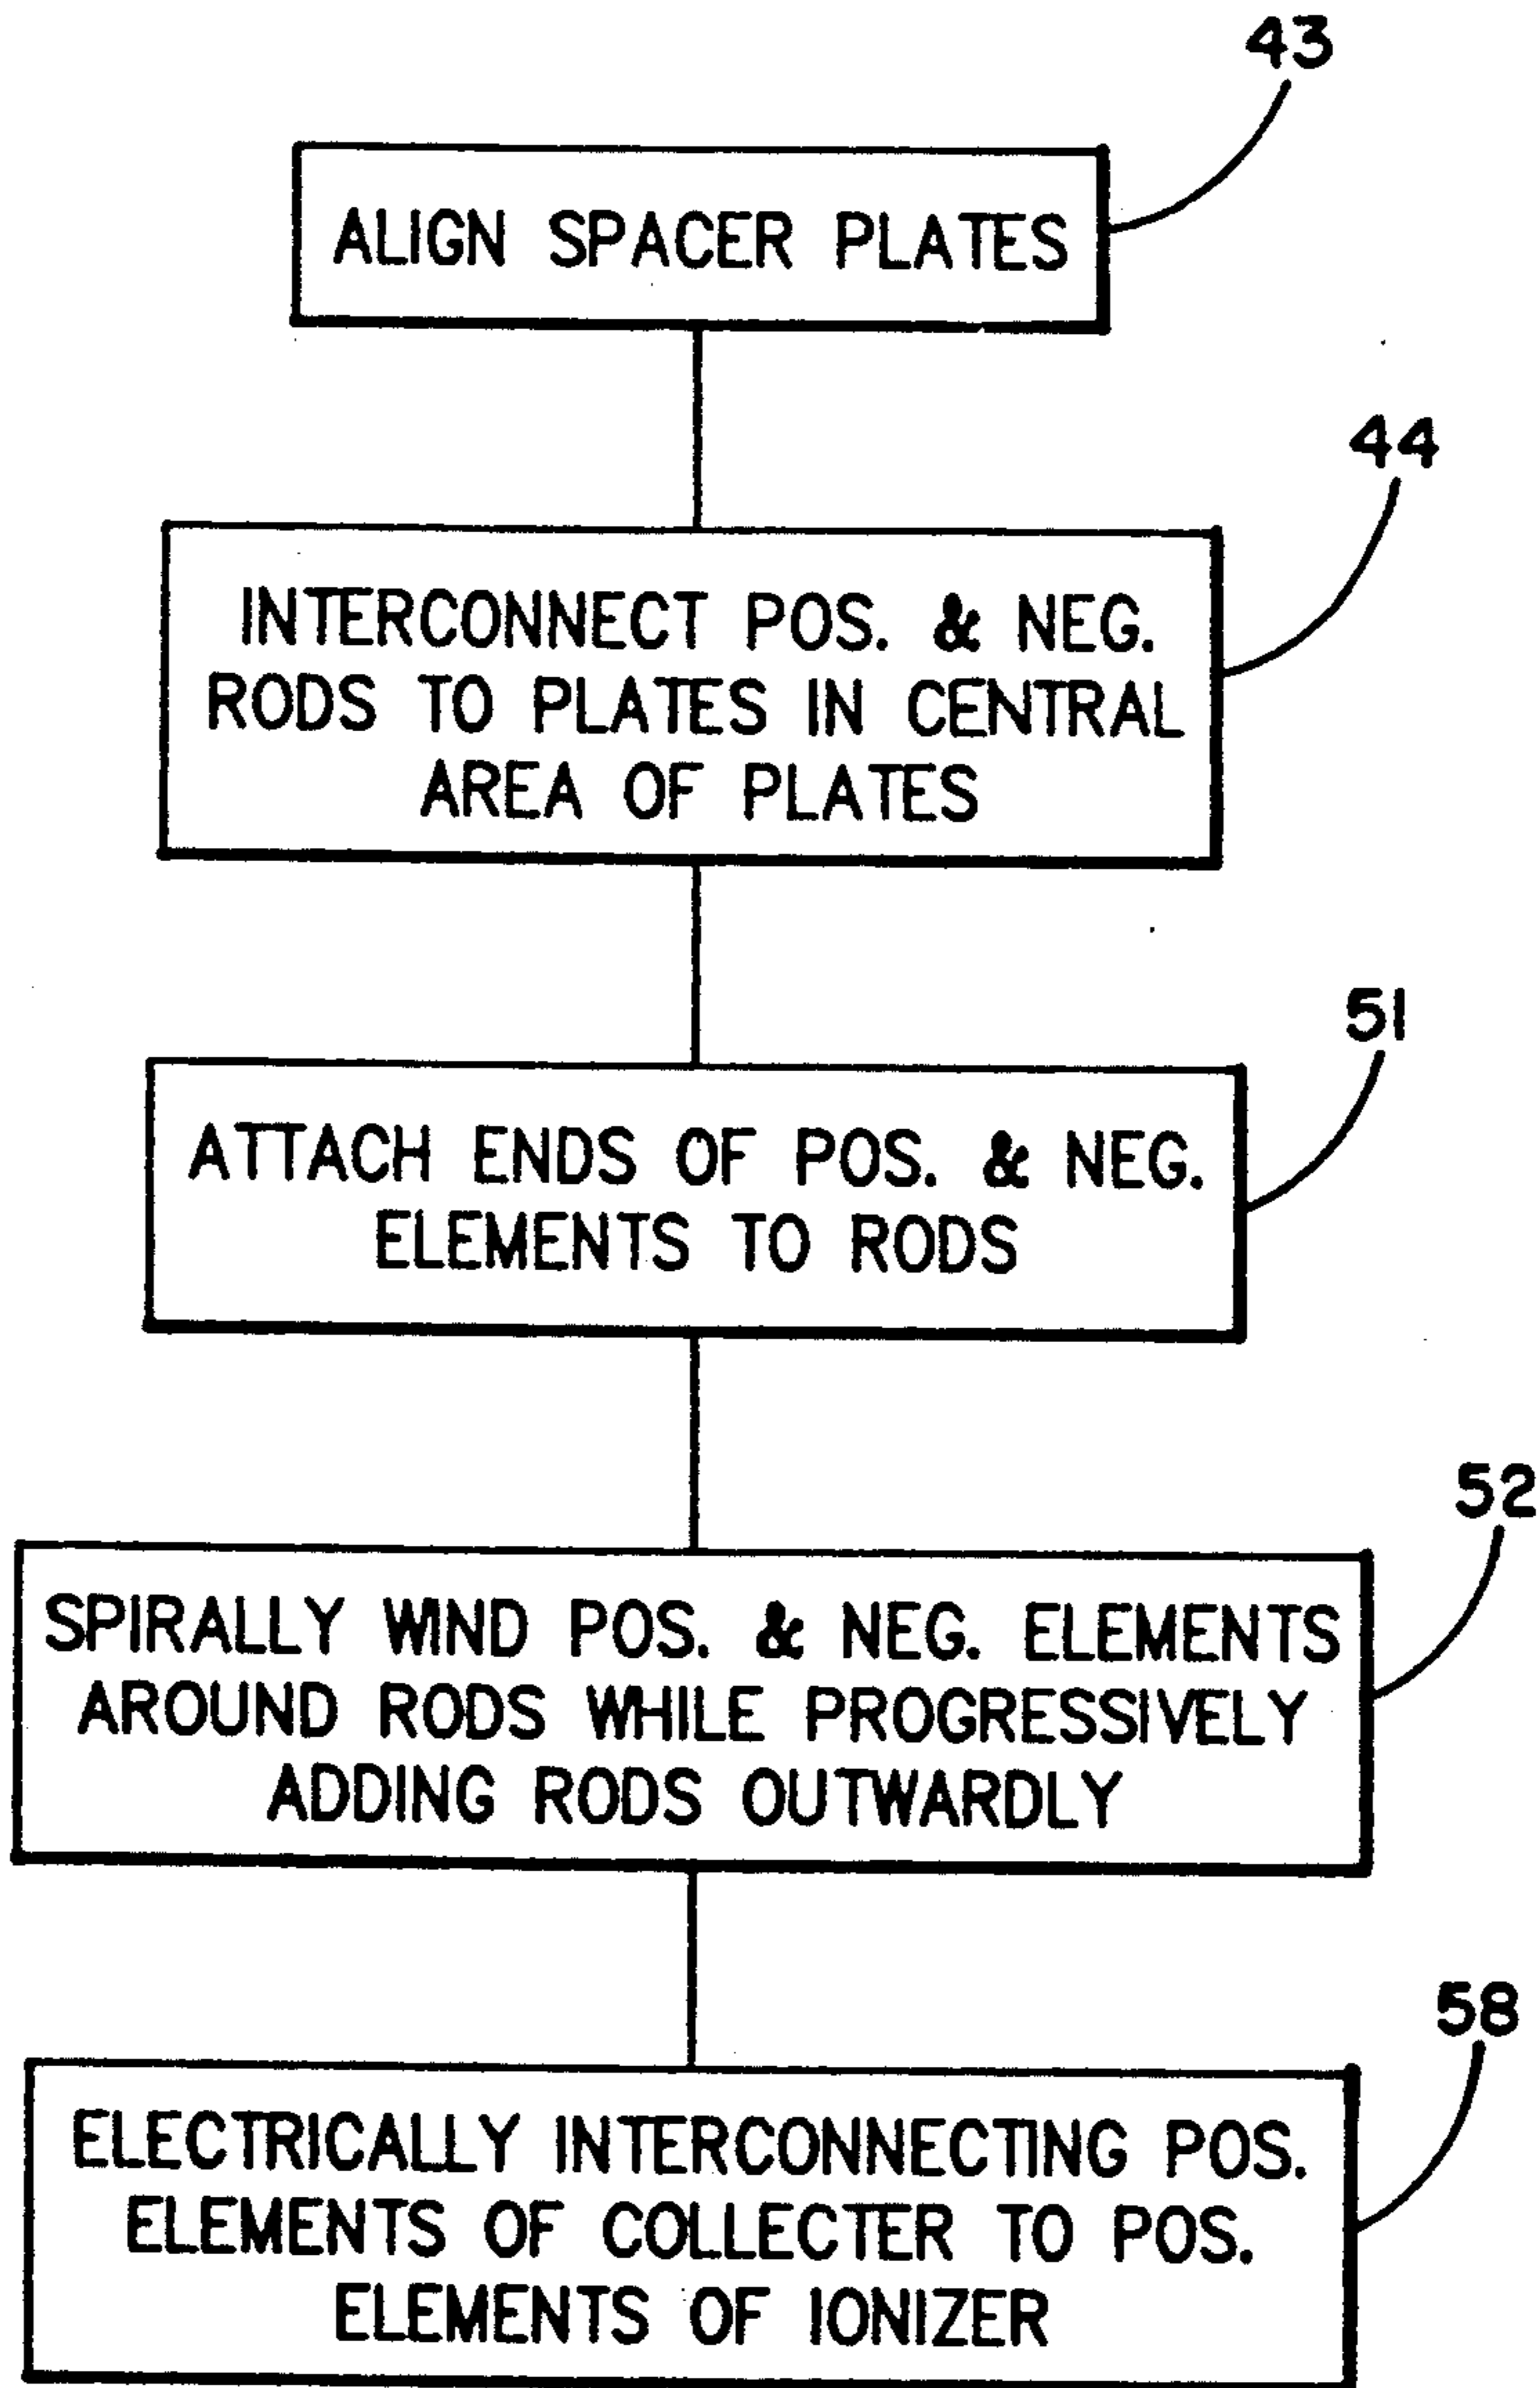 43
ALIGN SPACER PLATES
44
INTERCONNECT POS. & NEG.
RODS TO PLATES IN CENTRAL
AREA OF PLATES
51
ATTACH ENDS OF POS. & NEG.
ELEMENTS TO RODS
52
SPIRALLY WIND POS. & NEG. ELEMENTS
AROUND RODS WHILE PROGRESSIVELY
ADDING RODS OUTWARDLY
58
ELECTRICALLY INTERCONNECTING POS.
ELEMENTS OF COLLECTER TO POS.
ELEMENTS OF IONIZER